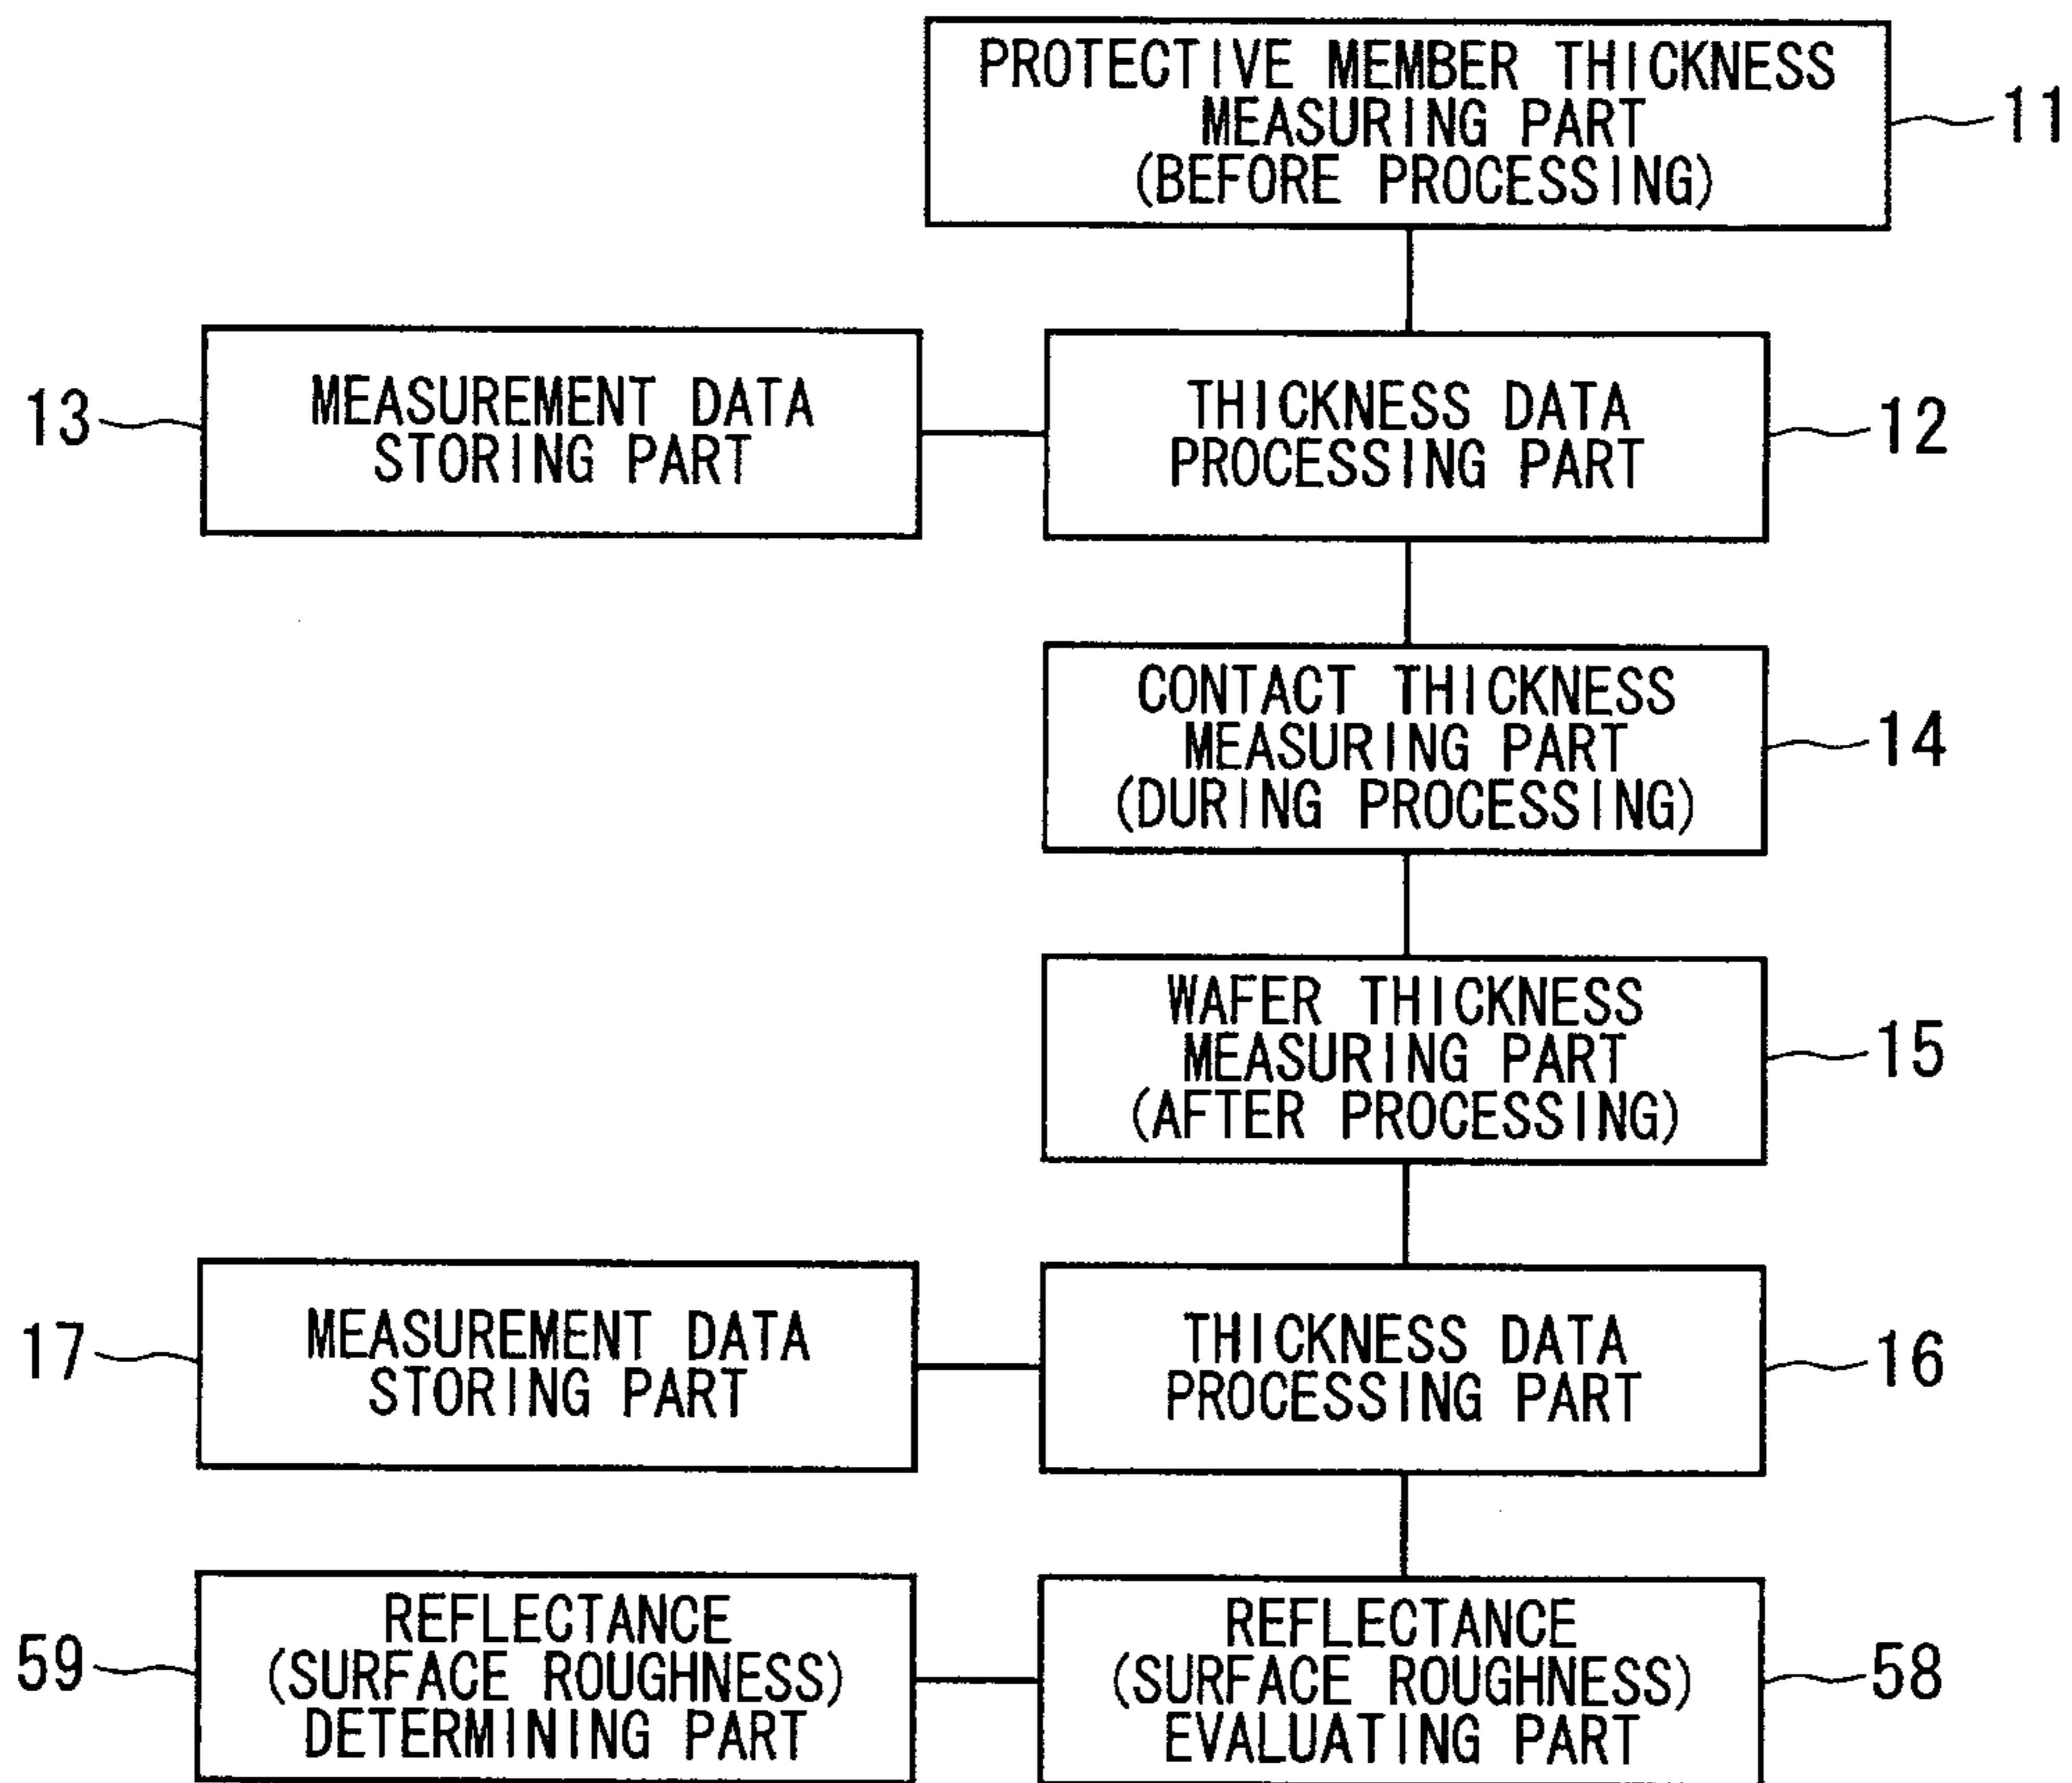 PROTECTIVE MEMBER THICKNESS
MEASURING PART
(BEFORE PROCESSING)
11
13
MEASUREMENT DATA
STORING PART
THICKNESS DATA
PROCESSING PART
12
CONTACT THICKNESS
MEASURING PART
(DURING PROCESSING)
14
WAFER THICKNESS
MEASURING PART
(AFTER PROCESSING)
15
17
MEASUREMENT DATA
STORING PART
THICKNESS DATA
PROCESSING PART
16
59
REFLECTANCE
(SURFACE ROUGHNESS)
DETERMINING PART
REFLECTANCE
(SURFACE ROUGHNESS)
EVALUATING PART
58